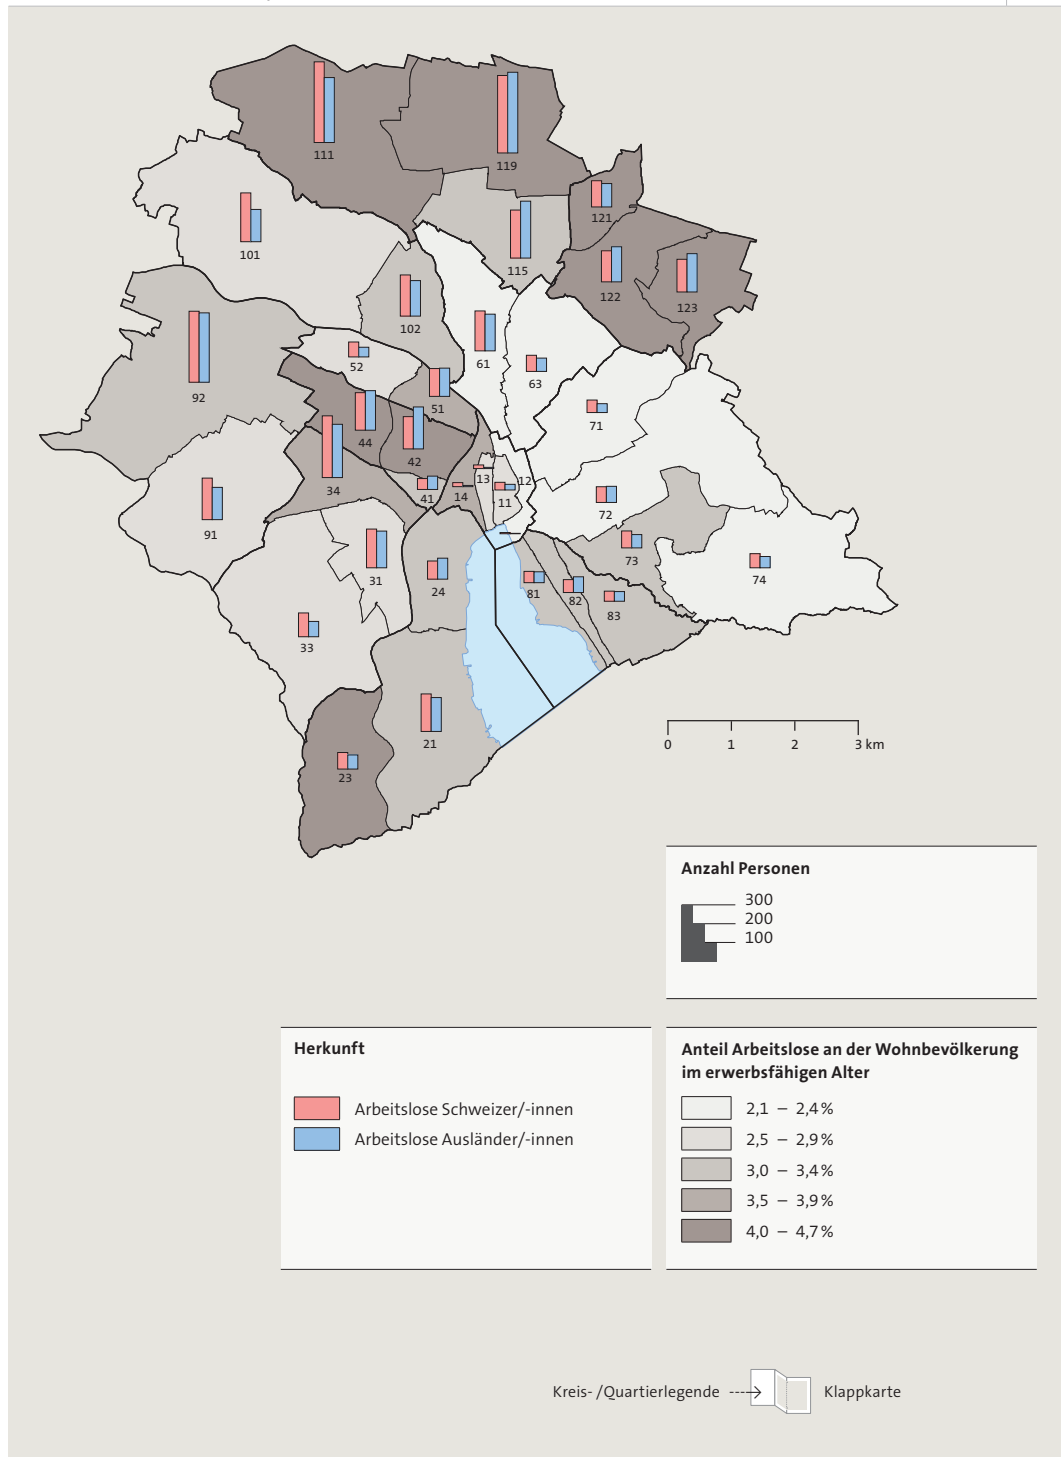 111
119
121
101
115
122
123
102
61
63
52
92
51
71
44
42
13
12
34
41
14
11
72
91
31
24
73
74
81
82
83
33
21
23
0 1 2 3 km
Anzahl Personen
300
200
100
Herkunft
Arbeitslose Schweizer/-innen
Arbeitslose Ausländer/-innen
Anteil Arbeitslose an der Wohnbevölkerung
im erwerbsfähigen Alter
2,1 – 2,4 %
2,5 – 2,9 %
3,0 – 3,4 %
3,5 – 3,9 %
4,0 – 4,7 %
Kreis- /Quartierlegende Klappkarte